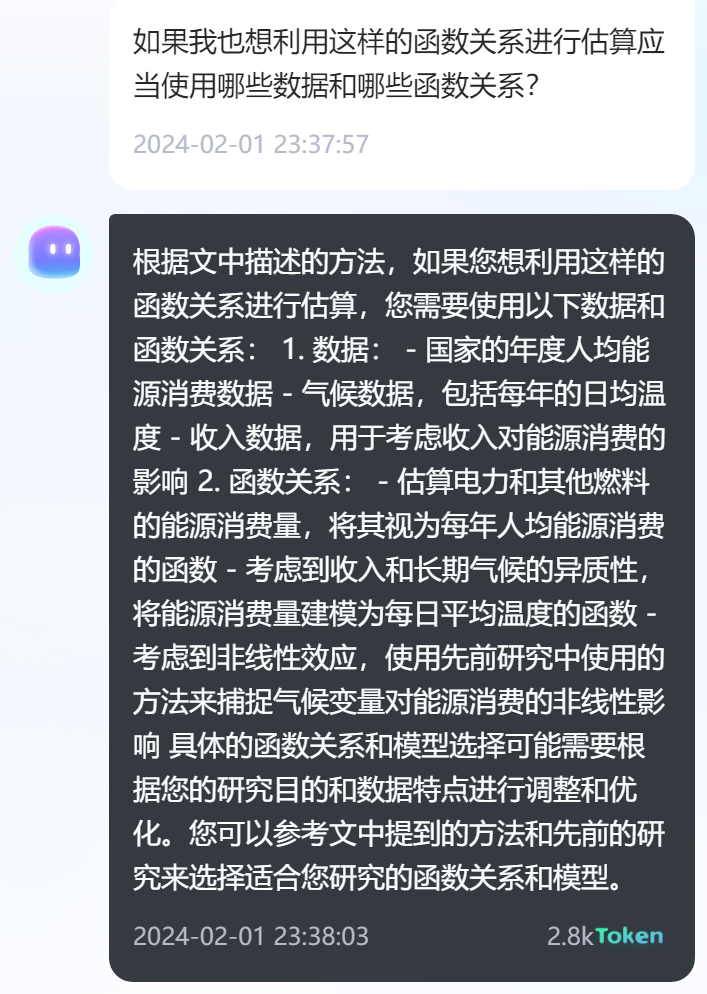 如果我也想利用这样的函数关系进行估算应
当使用哪些数据和哪些函数关系？
2024-02-01 23:37:57
根据文中描述的方法，如果您想利用这样的
函数关系进行估算，您需要使用以下数据和
函数关系： 1. 数据： - 国家的年度人均能
源消费数据 - 气候数据，包括每年的日均温
度 - 收入数据，用于考虑收入对能源消费的
影响 2. 函数关系： - 估算电力和其他燃料
的能源消费量，将其视为每年人均能源消费
的函数 - 考虑到收入和长期气候的异质性，
将能源消费量建模为每日平均温度的函数 -
考虑到非线性效应，使用先前研究中使用的
方法来捕捉气候变量对能源消费的非线性影
响 具体的函数关系和模型选择可能需要根
据您的研究目的和数据特点进行调整和优
化。您可以参考文中提到的方法和先前的研
究来选择适合您研究的函数关系和模型。
2024-02-01 23:38:03 2.8kToken